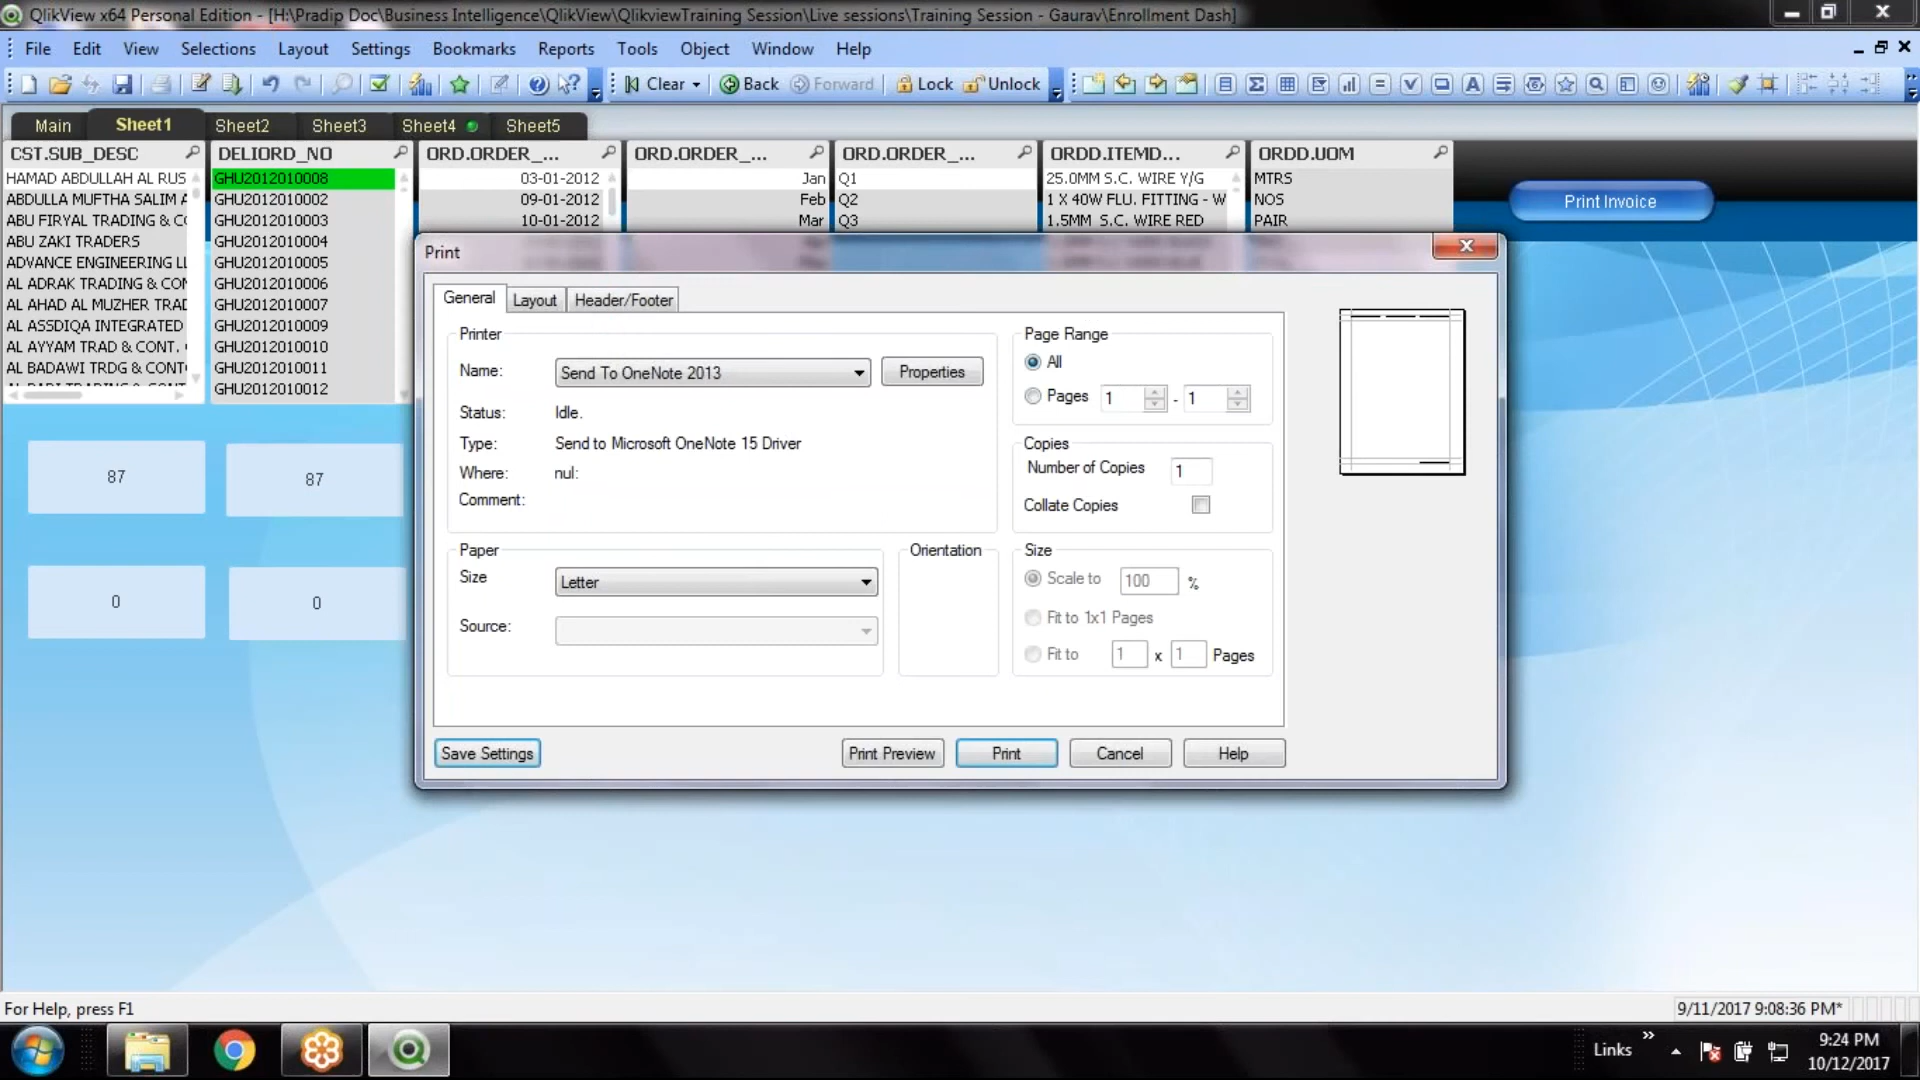 QlikView x64 Personal Edition - [H:\Pradip Doc\Business Intelligence\QlikView\QlikviewTraining Session\Live sessions\Training Session - Gaurav\Enrollment Dash]
File Edit View Selections Layout Settings Bookmarks Reports Tools Object Window Help
Clear Back Forward Lock Unlock
Main Sheet1 Sheet2 Sheet3 Sheet4 Sheet5
CST.SUB_DESC DELIORD_NO ORD.ORDER_... ORD.ORDER_... ORD.ORDER_... ORDD.ITEMD... ORDD.UOM
HAMAD ABDULLAH AL RUS GHU2012010008 03-01-2012 Jan Q1 25.0MM S.C. WIRE Y/G MTRS
ABDULLA MUFTHA SALIM A GHU2012010002 09-01-2012 Feb Q2 1 X 40W FLU. FITTING - W NOS
Print Invoice
ABU FIRYAL TRADING & CO GHU2012010003 10-01-2012 Mar Q3 1.5MM S.C. WIRE RED PAIR
ABU ZAKI TRADERS GHU2012010004
ADVANCE ENGINEERING LL GHU2012010005
AL ADRAK TRADING & CON GHU2012010006
AL AHAD AL MUZHER TRAD GHU2012010007
AL ASSDIQA INTEGRATED GHU2012010009
AL AYYAM TRAD & CONT. GHU2012010010
AL BADAWI TRDG & CONT GHU2012010011
GHU2012010012
87 87
0 0
Print
General Layout Header/Footer
Printer
Name: Send To OneNote 2013 Properties
Status: Idle.
Type: Send to Microsoft OneNote 15 Driver
Where: nul:
Comment:
Page Range
All
Pages 1 - 1
Copies
Number of Copies 1
Collate Copies
Paper
Size Letter
Source:
Orientation
Size
Scale to 100 %
Fit to 1x1 Pages
Fit to 1 x 1 Pages
Save Settings Print Preview Print Cancel Help
For Help, press F1 9/11/2017 9:08:36 PM*
Links » 9:24 PM
10/12/2017